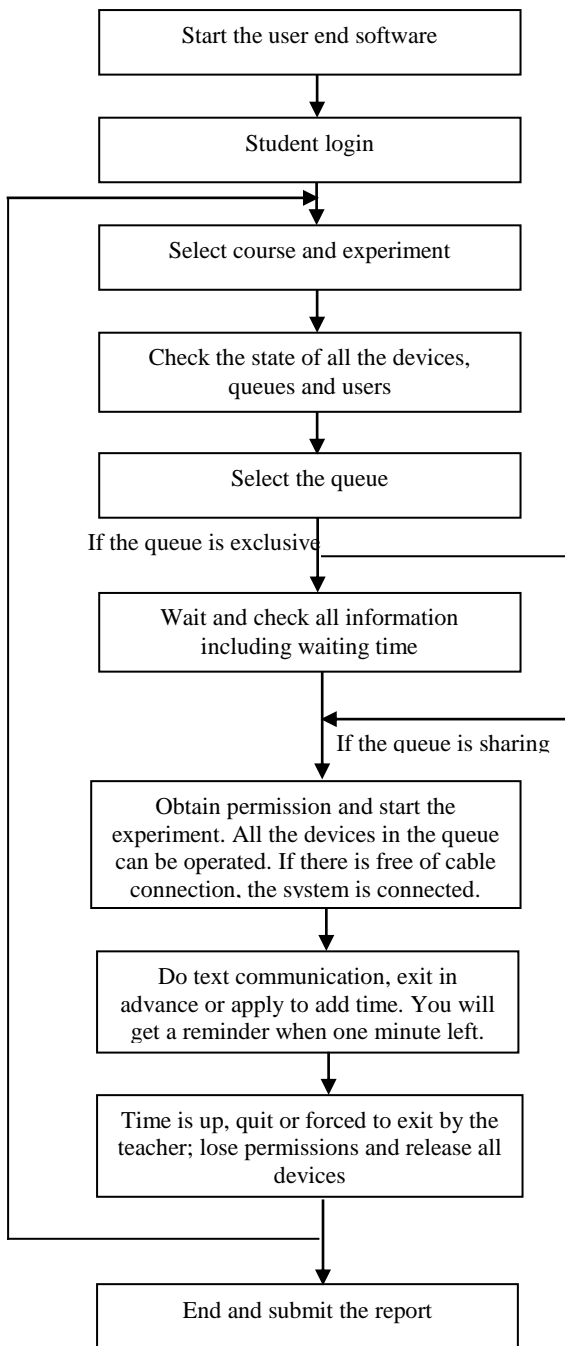 Start the user end software
Student login
Select course and experiment
Check the state of all the devices,
queues and users
Select the queue
If the queue is exclusive
Wait and check all information
including waiting time
If the queue is sharing
Obtain permission and start the
experiment. All the devices in the queue
can be operated. If there is free of cable
connection, the system is connected.
Do text communication, exit in
advance or apply to add time. You will
get a reminder when one minute left.
Time is up, quit or forced to exit by the
teacher; lose permissions and release all
devices
End and submit the report